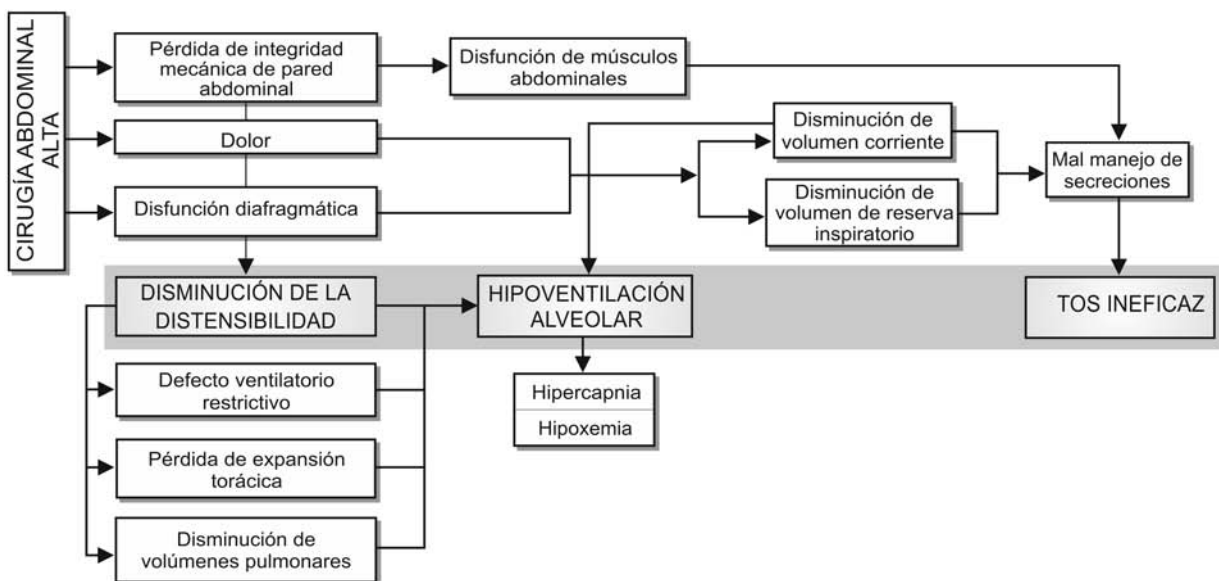 CIRUGÍA ABDOMINAL
ALTA
Pérdida de integridad
mecánica de pared
abdominal
Disfunción de músculos
abdominales
Dolor
Disminución de
volumen corriente
Mal manejo de
secreciones
Disfunción diafragmática
Disminución de
volumen de reserva
inspiratorio
DISMINUCIÓN DE LA
DISTENSIBILIDAD
HIPOVENTILACIÓN
ALVEOLAR
TOS INEFICAZ
Defecto ventilatorio
restrictivo
Hipercapnia
Hipoxemia
Pérdida de expansión
torácica
Disminución de
volúmenes pulmonares